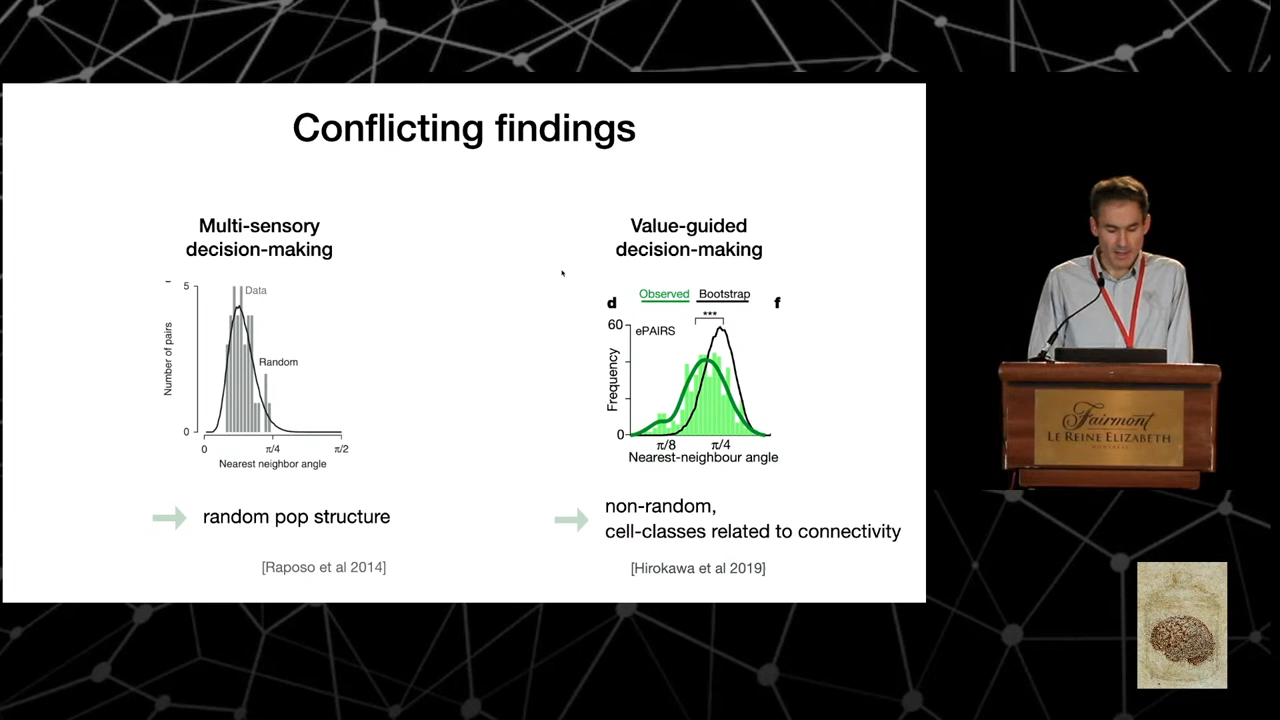 Conflicting findings
Multi-sensory
decision-making
5
Data
Random
Number of pairs
0
0
π/4
π/2
Nearest neighbor angle
random pop structure
[Raposo et al 2014]
Value-guided
decision-making
d
Observed
Bootstrap
f
***
60
ePAIRS
Frequency
0
π/8
π/4
Nearest-neighbour angle
non-random,
cell-classes related to connectivity
[Hirokawa et al 2019]
Fairmont
LE REINE ELIZABETH
MONTRÉAL